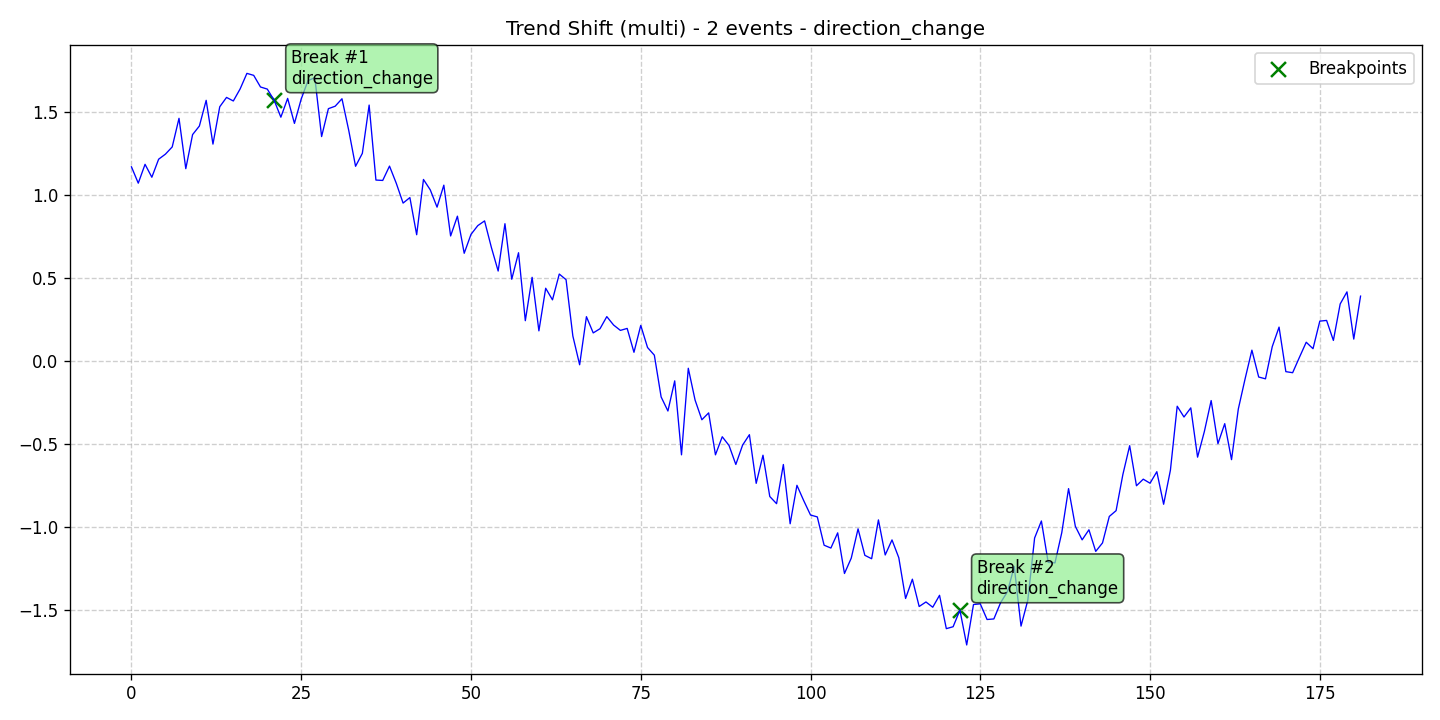 Trend Shift (multi) - 2 events - direction_change
Break #1
direction_change
Breakpoints
1.5
1.0
0.5
0.0
−0.5
−1.0
−1.5
Break #2
direction_change
0 25 50 75 100 125 150 175